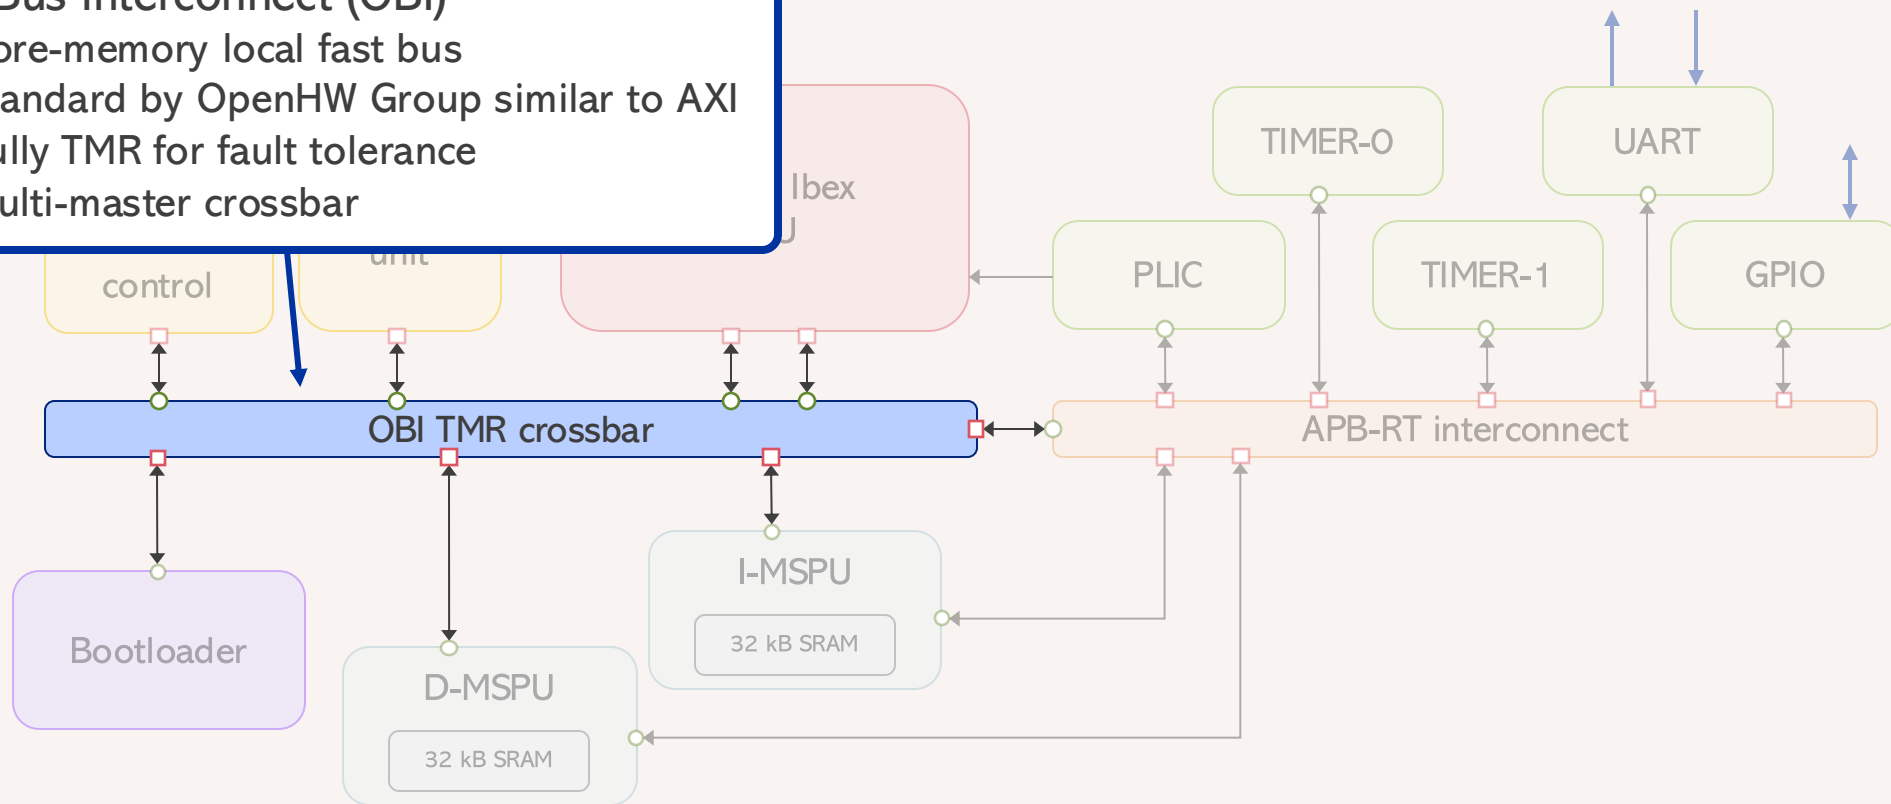 Bus Interconnect (OBI)
ore-memory local fast bus
andard by OpenHW Group similar to AXI
ully TMR for fault tolerance
ulti-master crossbar
Ibex
U
unit
control
TIMER-0
UART
PLIC
TIMER-1
GPIO
OBI TMR crossbar
APB-RT interconnect
I-MSPU
32 kB SRAM
Bootloader
D-MSPU
32 kB SRAM